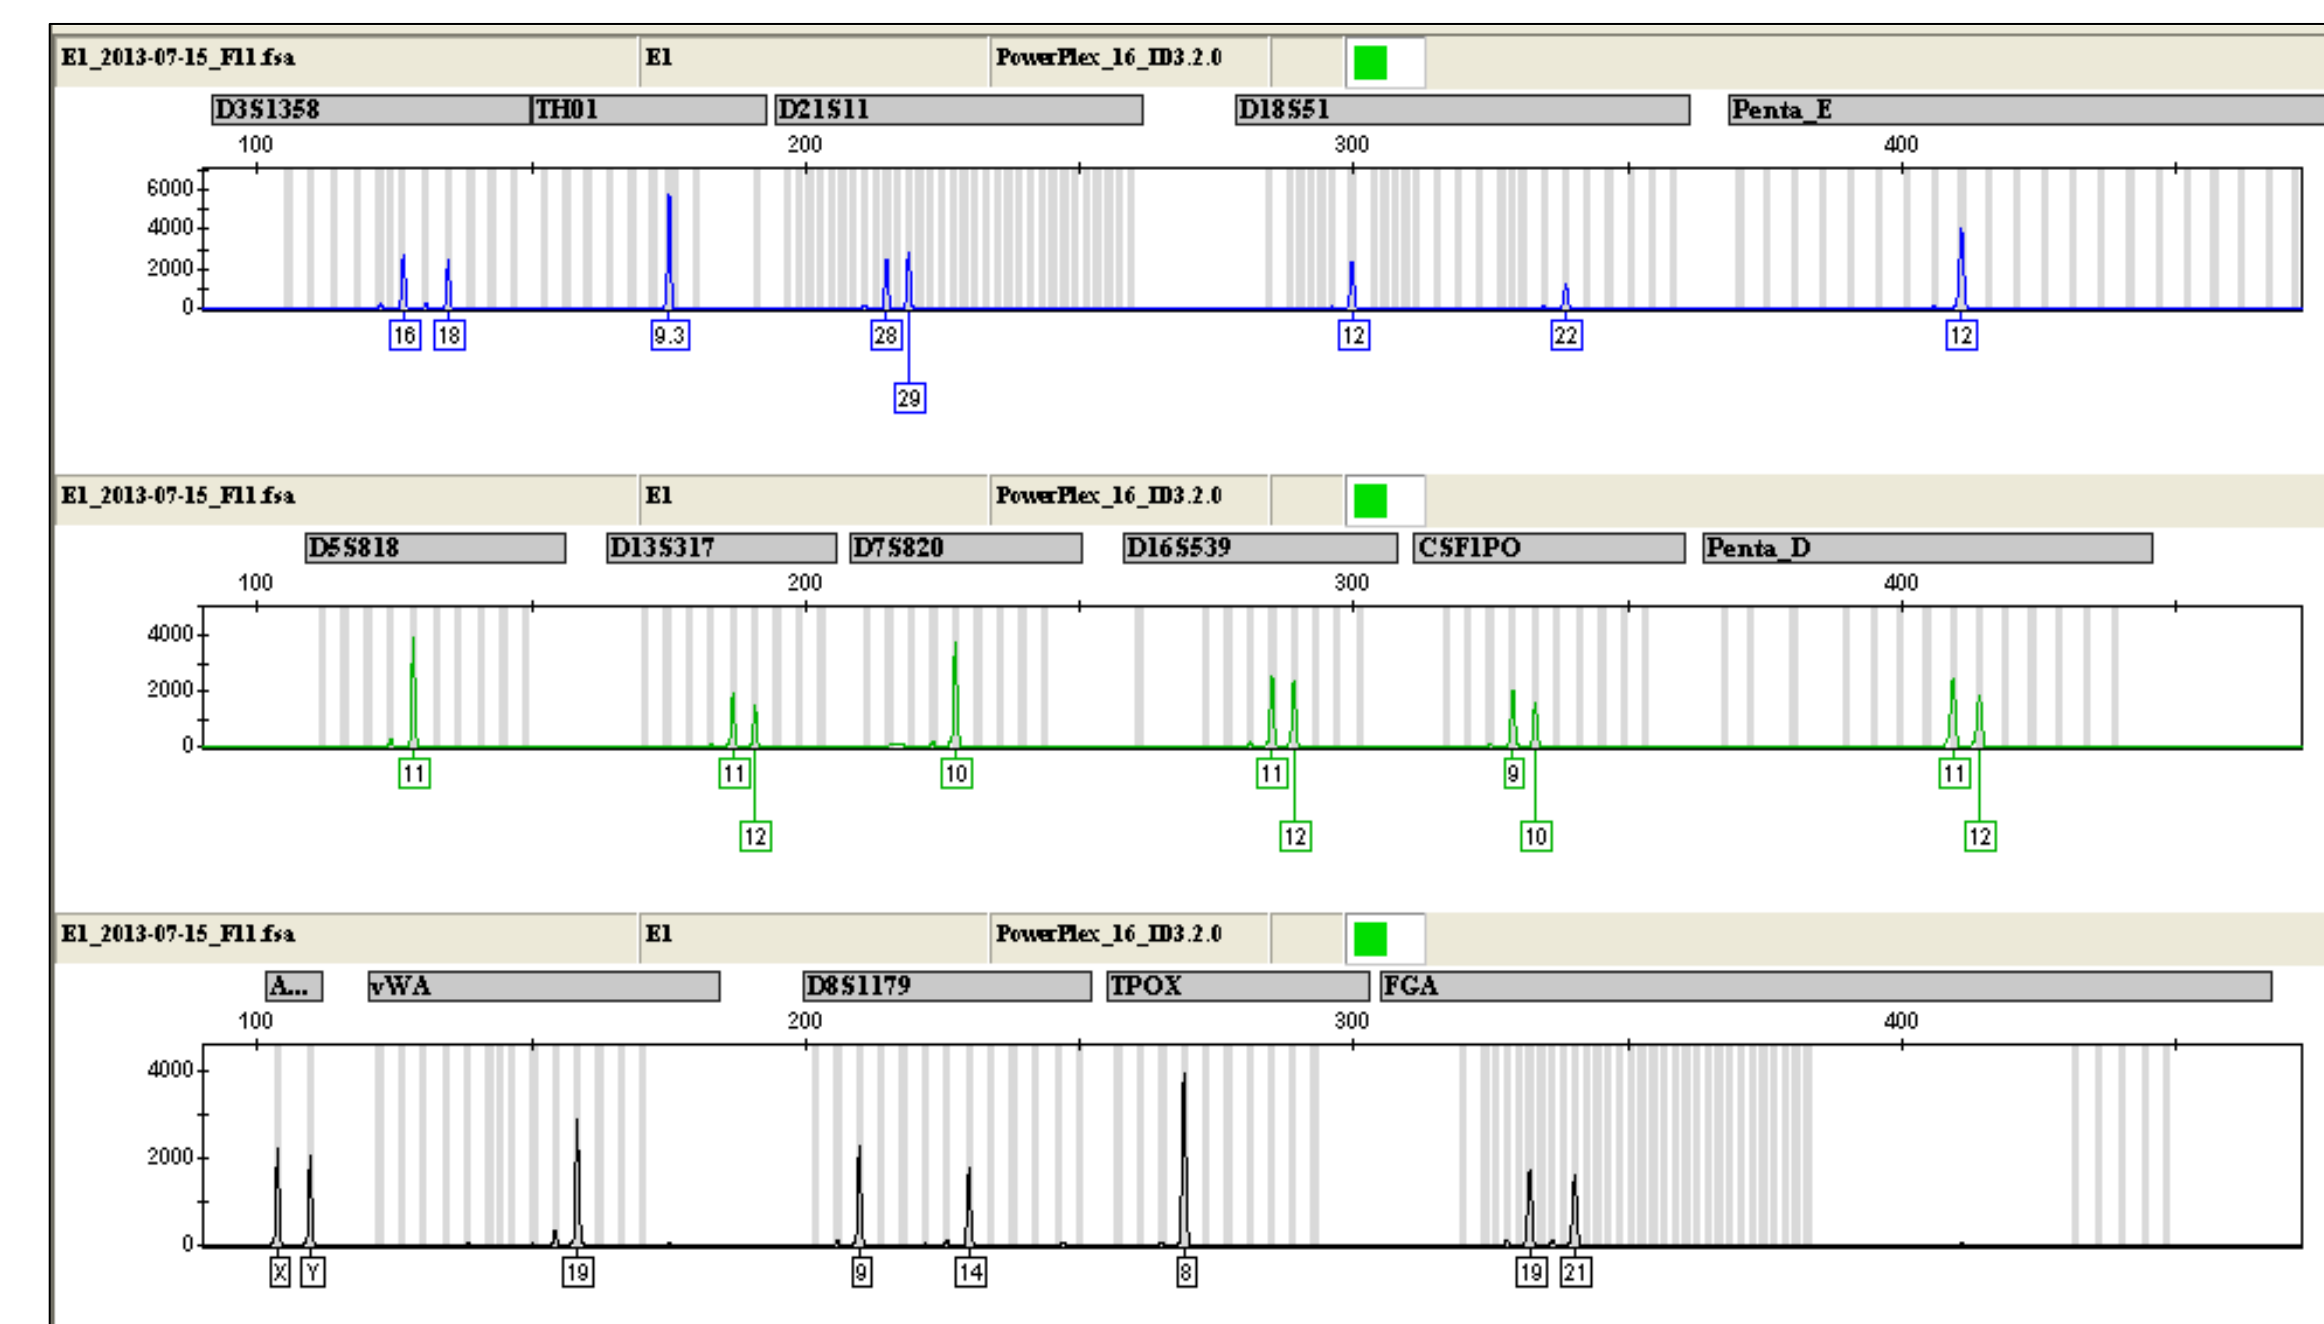 E1_2013-07-15_F11.fsa E1 PowerPlex_16_ID3.2.0
D3S1358 TH01 D21S11 D18S51 Penta_E
100 200 300 400
6000
4000
2000
0
16 18 9.3 28 12 22 12
29
E1_2013-07-15_F11.fsa E1 PowerPlex_16_ID3.2.0
D5S818 D13S317 D7S820 D16S539 CSF1PO Penta_D
100 200 300 400
4000
2000
0
11 11 10 11 9 11
12 12 10 12
E1_2013-07-15_F11.fsa E1 PowerPlex_16_ID3.2.0
A... vWA D8S1179 TPOX FGA
100 200 300 400
4000
2000
0
X Y 19 9 14 8 19 21